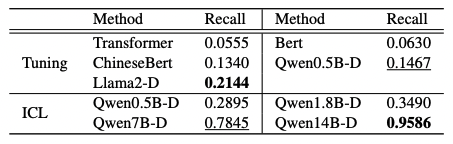 Method Recall Method Recall
Transformer 0.0555 Bert 0.0630
Tuning ChineseBert 0.1340 Qwen0.5B-D 0.1467
Llama2-D 0.2144
ICL Qwen0.5B-D 0.2895 Qwen1.8B-D 0.3490
Qwen7B-D 0.7845 Qwen14B-D 0.9586